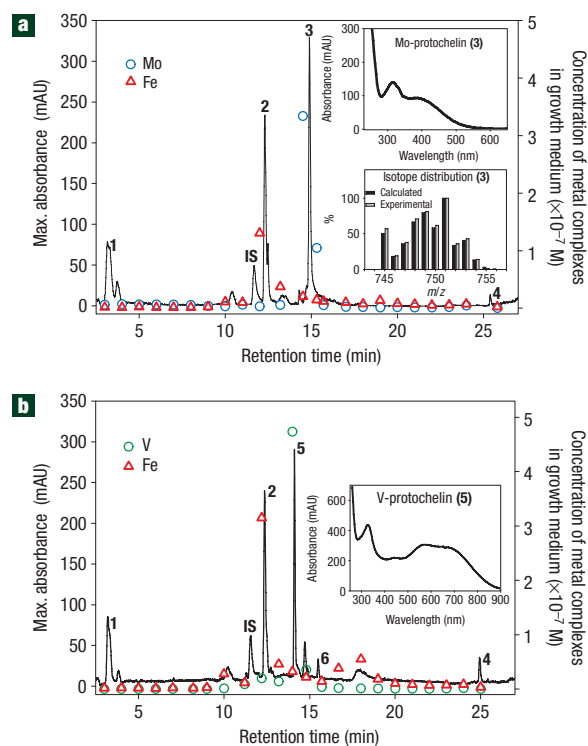 a
350
300
250
200
150
100
50
0
Max. absorbance (mAU)
Mo
Fe
1
IS
2
3
4
5
10
15
20
25
Retention time (min)
5
4
3
2
1
0
Concentration of metal complexes
in growth medium (×10⁻⁷ M)
Mo-protochelin (3)
Absorbance (mAU)
300
200
100
0
300 400 500 600
Wavelength (nm)
Isotope distribution (3)
Calculated
Experimental
%
100
50
0
745 750 755
m/z
b
350
300
250
200
150
100
50
0
Max. absorbance (mAU)
V
Fe
1
IS
2
5
6
4
5
10
15
20
25
Retention time (min)
5
4
3
2
1
0
Concentration of metal complexes
in growth medium (×10⁻⁷ M)
V-protochelin (5)
Absorbance (mAU)
600
400
200
0
300 400 500 600 700 800 900
Wavelength (nm)